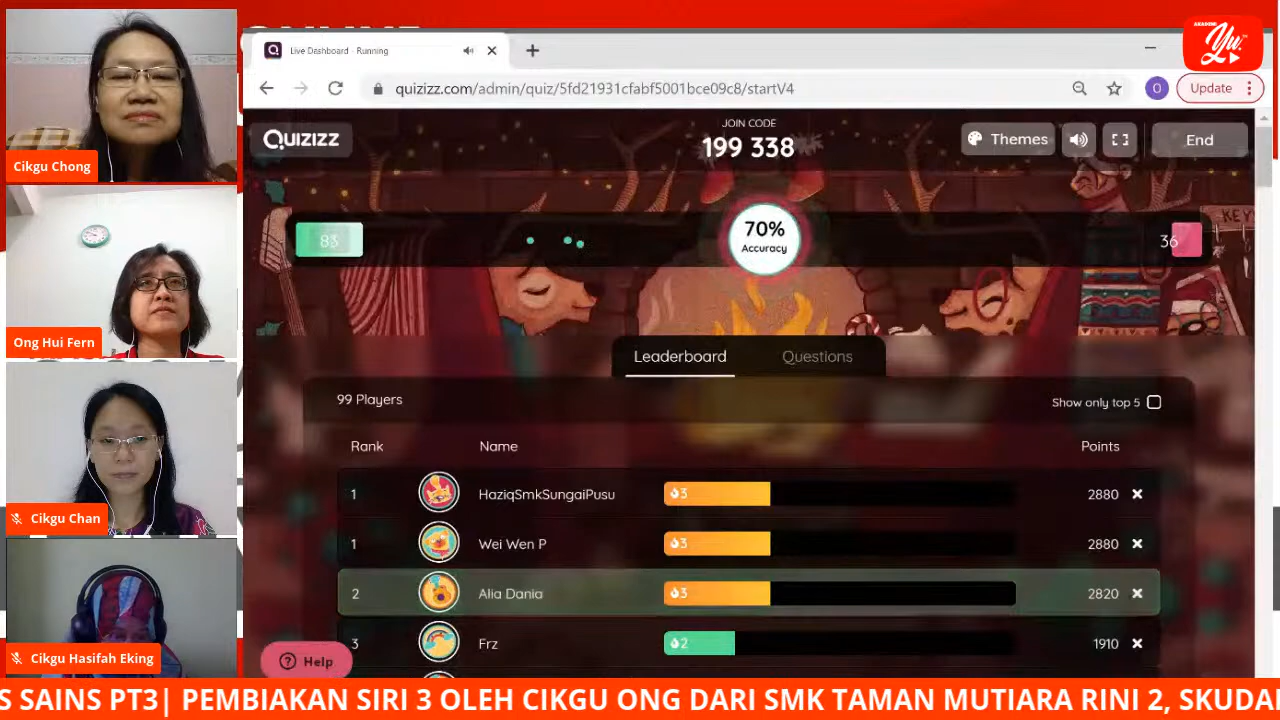 Live Dashboard - Running
quizizz.com/admin/quiz/5fd21931cfabf5001bce09c8/startV4
O
Update
AKADEMI
Yu
Quizizz
JOIN CODE
199 338
Themes
End
83
70%
Accuracy
36
KEYS
Leaderboard
Questions
99 Players
Show only top 5
Rank
Name
Points
1 HaziqSmkSungaiPusu 3 2880
1 Wei Wen P 3 2880
2 Alia Dania 3 2820
3 Frz 2 1910
Help
Cikgu Chong
Ong Hui Fern
Cikgu Chan
Cikgu Hasifah Eking
S SAINS PT3| PEMBIAKAN SIRI 3 OLEH CIKGU ONG DARI SMK TAMAN MUTIARA RINI 2, SKUDAI